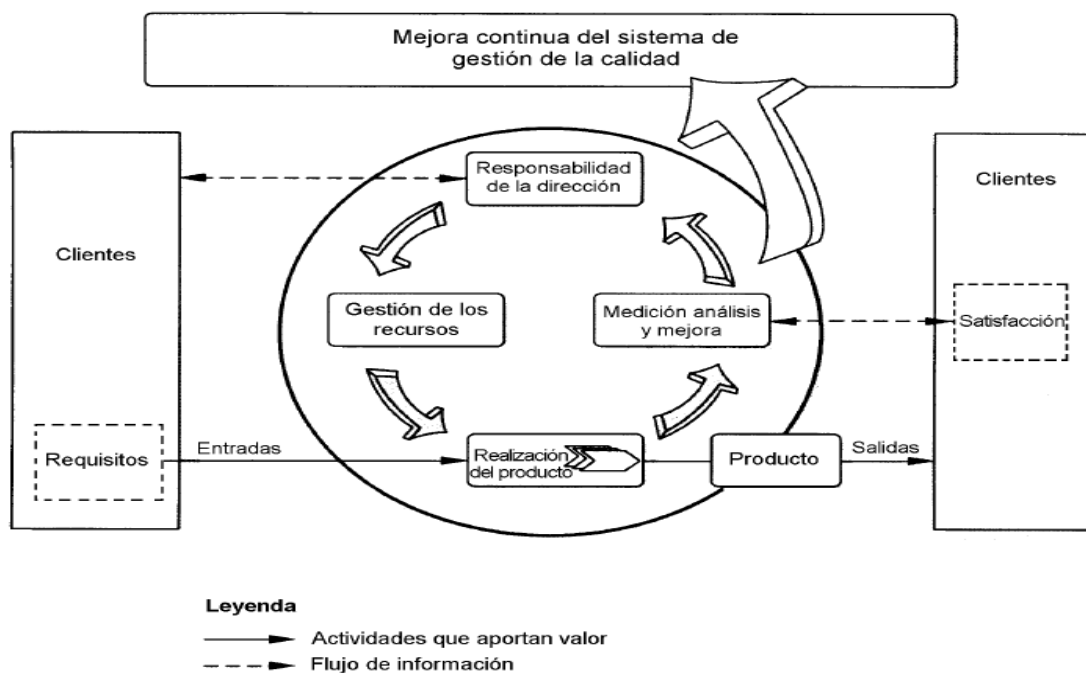 Mejora continua del sistema de
gestión de la calidad
Responsabilidad
de la dirección
Clientes
Clientes
Gestión de los
recursos
Medición análisis
y mejora
Satisfacción
Requisitos
Entradas
Realización
del producto
Producto
Salidas
Leyenda
Actividades que aportan valor
Flujo de información